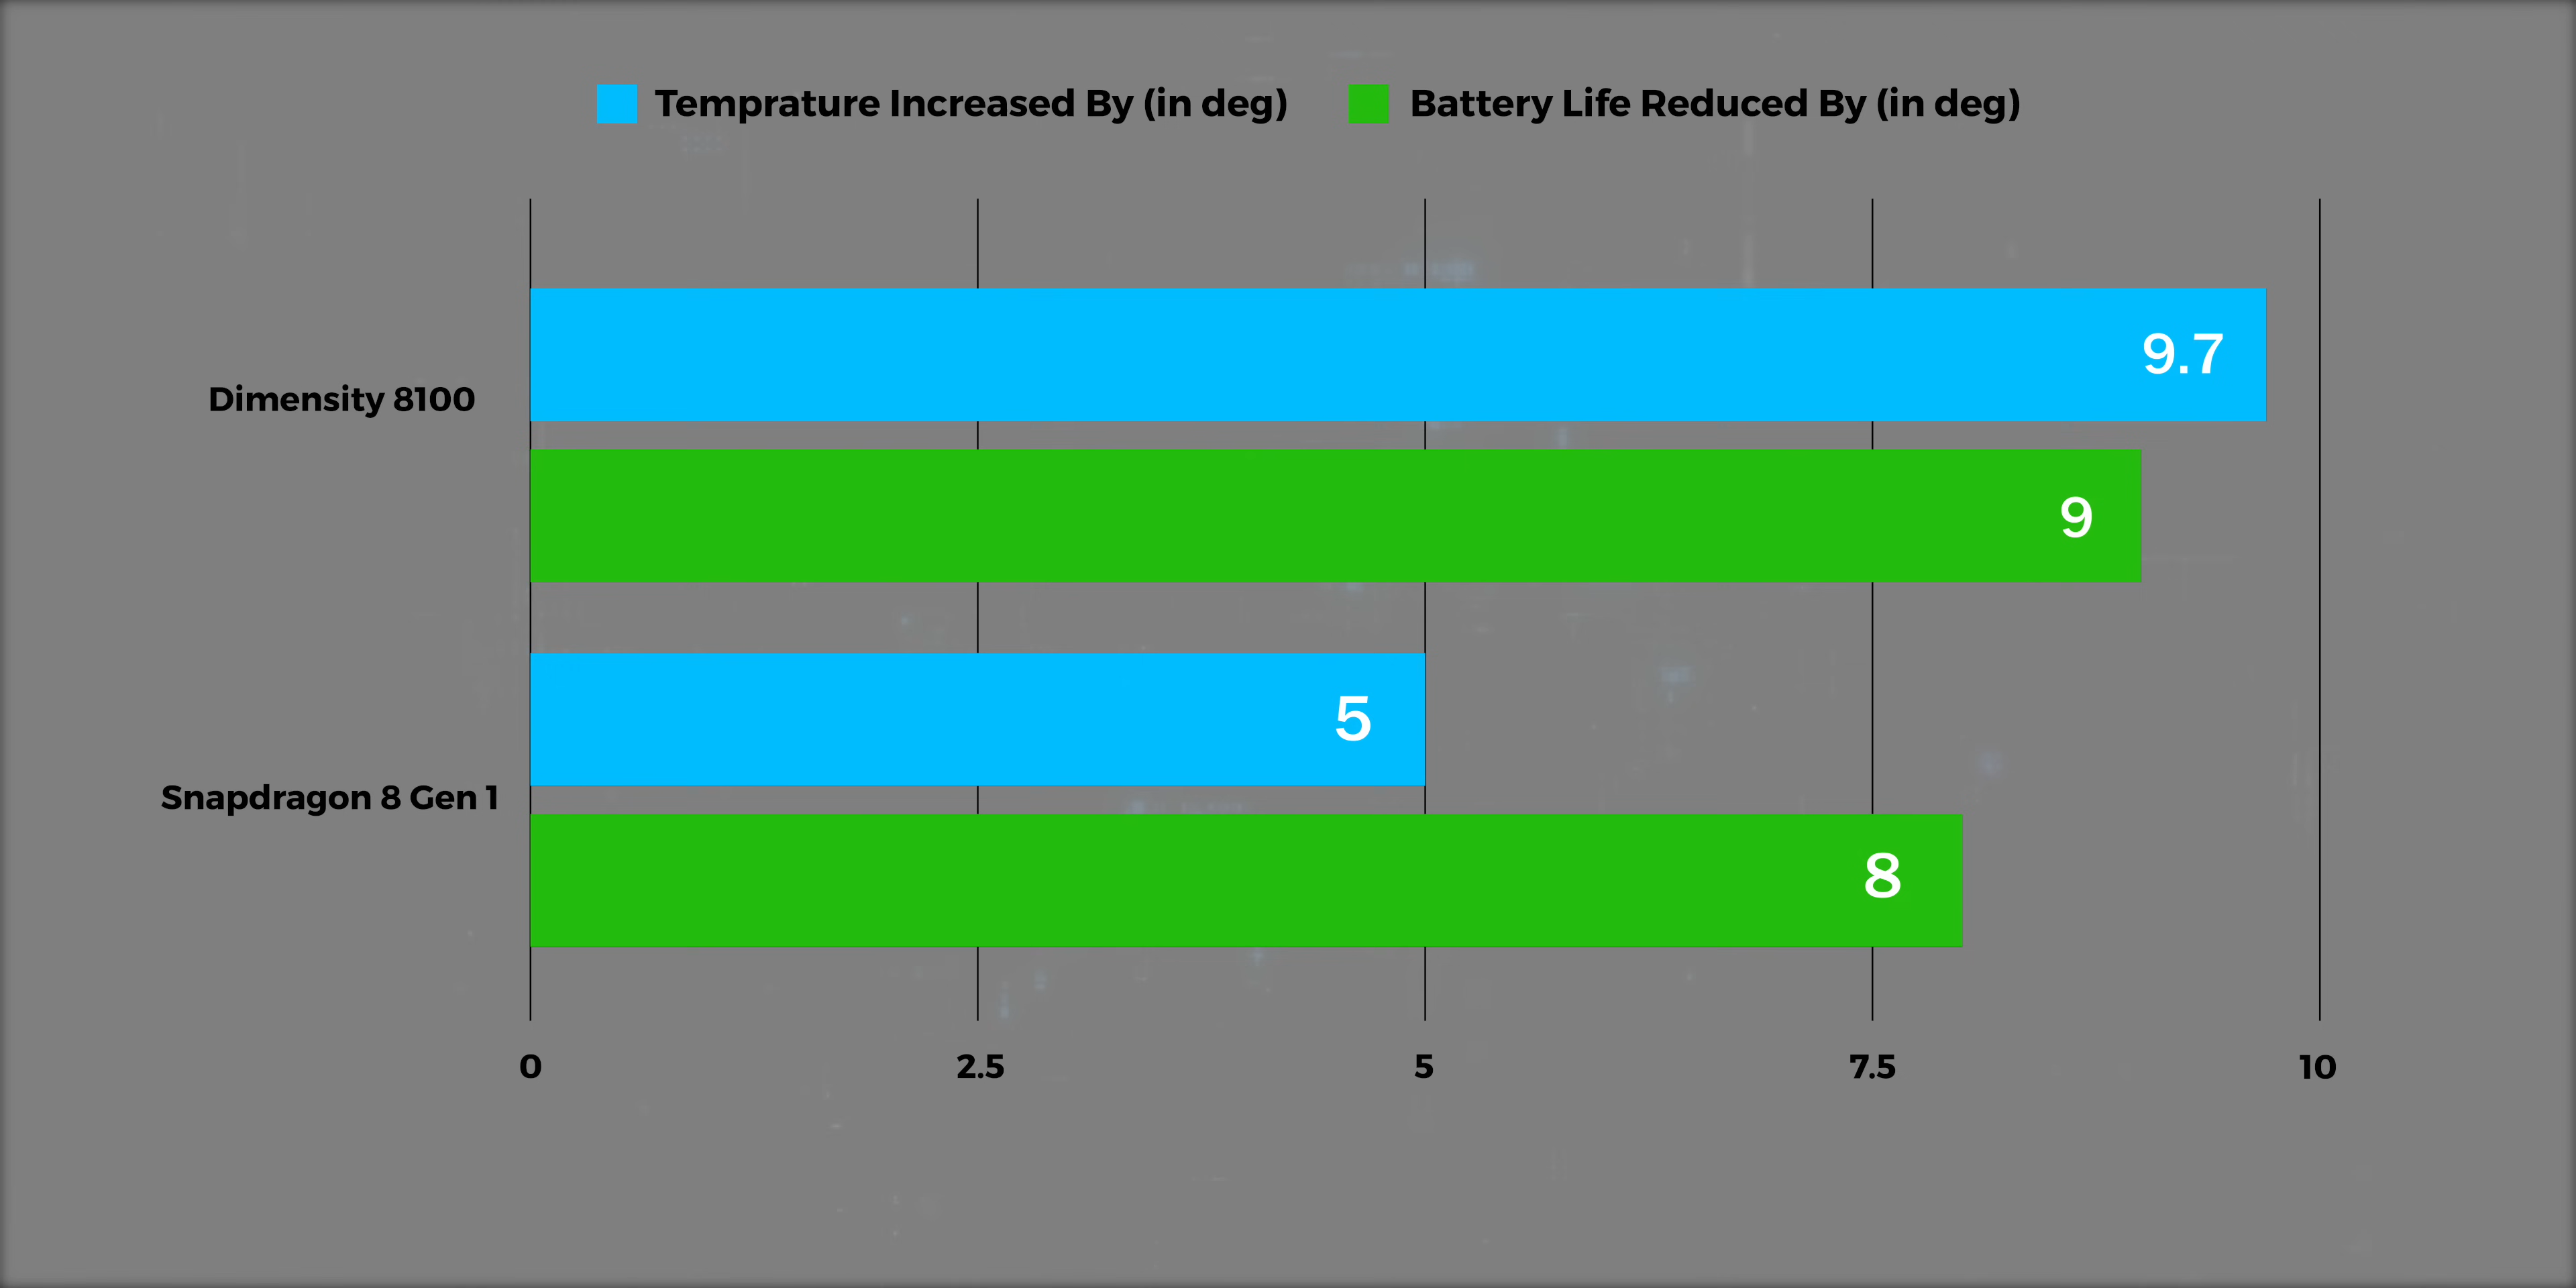 Temprature Increased By (in deg) Battery Life Reduced By (in deg)
Dimensity 8100
9.7
9
Snapdragon 8 Gen 1
5
8
0 2.5 5 7.5 10